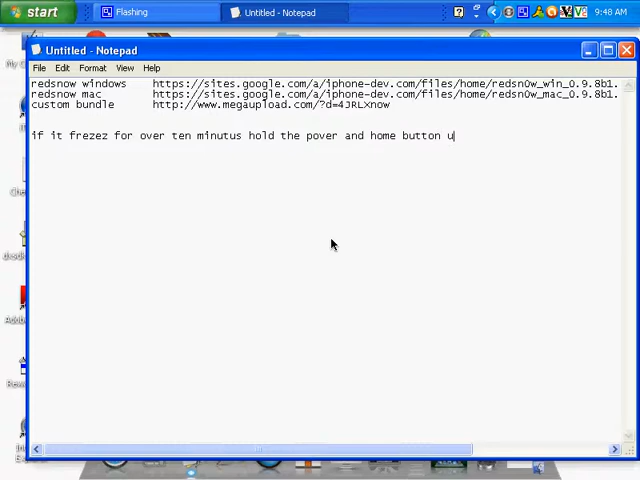 start
Flashing
Untitled - Notepad
9:48 AM
Untitled - Notepad
File Edit Format View Help
redsnow windows https://sites.google.com/a/iphone-dev.com/files/home/redsn0w_win_0.9.8b1.
redsnow mac https://sites.google.com/a/iphone-dev.com/files/home/redsn0w_mac_0.9.8b1.
custom bundle http://www.megaupload.com/?d=4JRLXnow
if it frezez for over ten minutus hold the pover and home button u